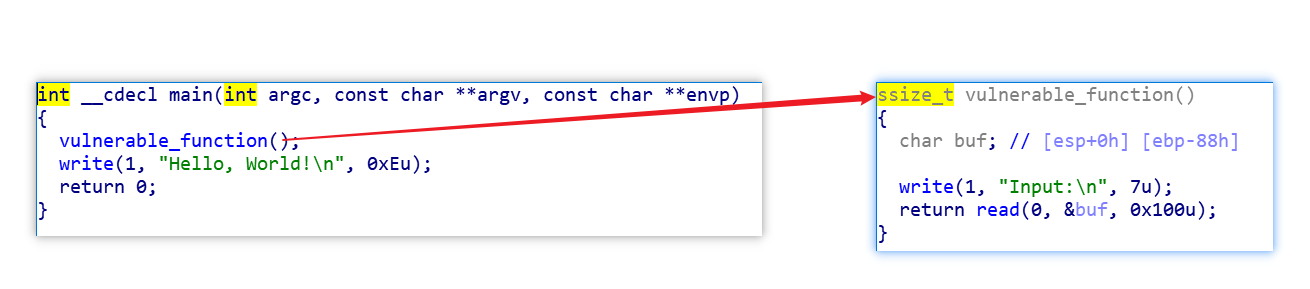 int __cdecl main(int argc, const char **argv, const char **envp)
{
  vulnerable_function();
  write(1, "Hello, World!\n", 0xEu);
  return 0;
}
ssize_t vulnerable_function()
{
  char buf; // [esp+0h] [ebp-88h]
  write(1, "Input:\n", 7u);
  return read(0, &buf, 0x100u);
}